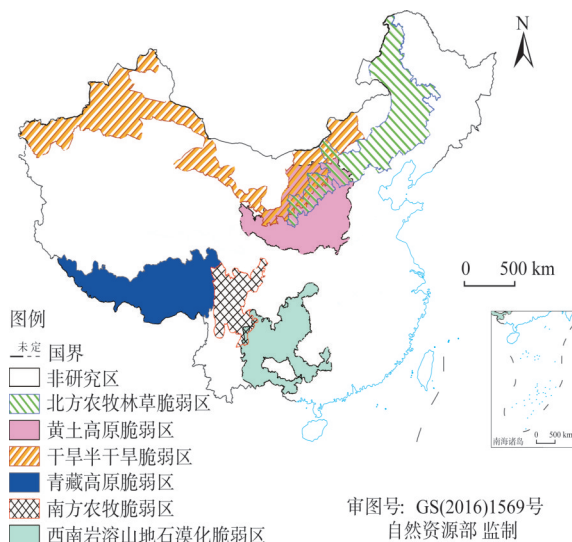 N
0 500 km
图例
未定
国界
非研究区
北方农牧林草脆弱区
黄土高原脆弱区
干旱半干旱脆弱区
青藏高原脆弱区
南方农牧脆弱区
西南岩溶山地石漠化脆弱区
0 500 km
南海诸岛
审图号: GS(2016)1569号
自然资源部 监制